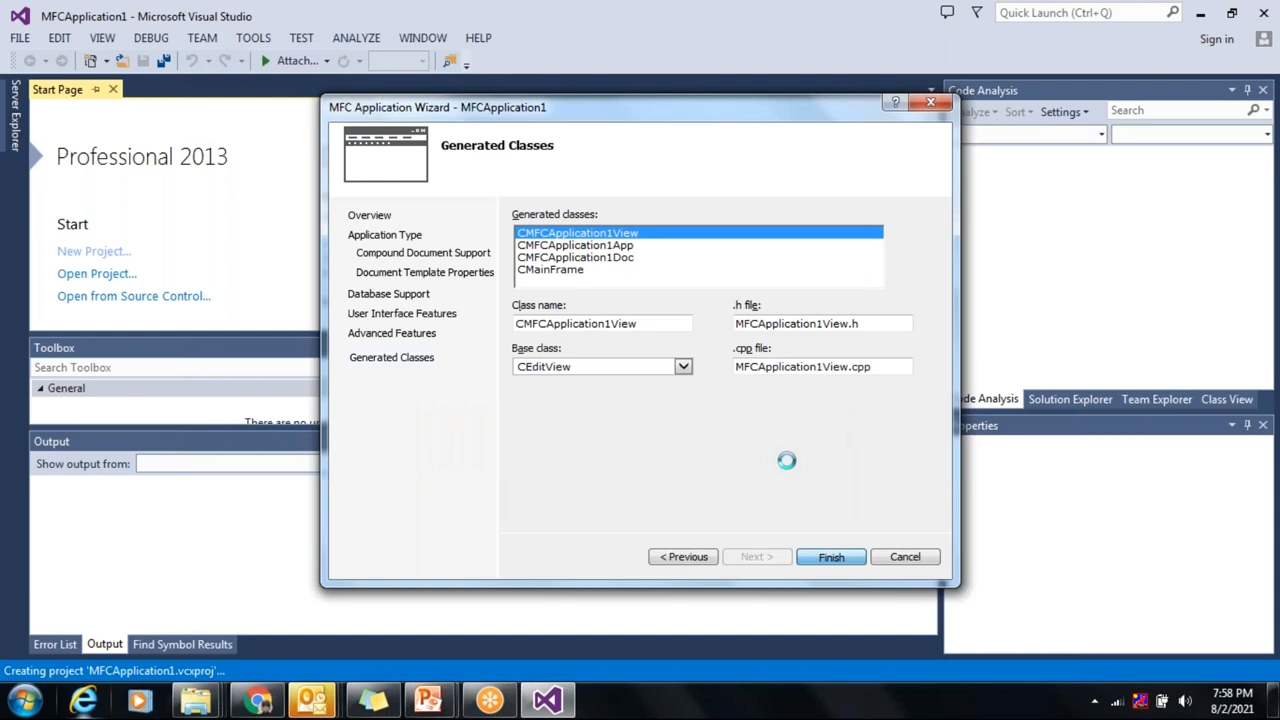 MFCApplication1 - Microsoft Visual Studio
Quick Launch (Ctrl+Q)
FILE EDIT VIEW DEBUG TEAM TOOLS TEST ANALYZE WINDOW HELP
Sign in
Attach...
Server Explorer
Start Page
Code Analysis
Sort Settings
Search
Professional 2013
Start
New Project...
Open Project...
Open from Source Control...
MFC Application Wizard - MFCApplication1
Generated Classes
Overview
Application Type
Compound Document Support
Document Template Properties
Database Support
User Interface Features
Advanced Features
Generated Classes
Generated classes:
CMFCApplication1View
CMFCApplication1App
CMFCApplication1Doc
CMainFrame
Class name:
CMFCApplication1View
.h file:
MFCApplication1View.h
Base class:
CEditView
.cpp file:
MFCApplication1View.cpp
< Previous
Next >
Finish
Cancel
Toolbox
Search Toolbox
General
Output
Show output from:
Error List Output Find Symbol Results
Analysis Solution Explorer Team Explorer Class View
Creating project 'MFCApplication1.vcxproj'...
7:58 PM
8/2/2021